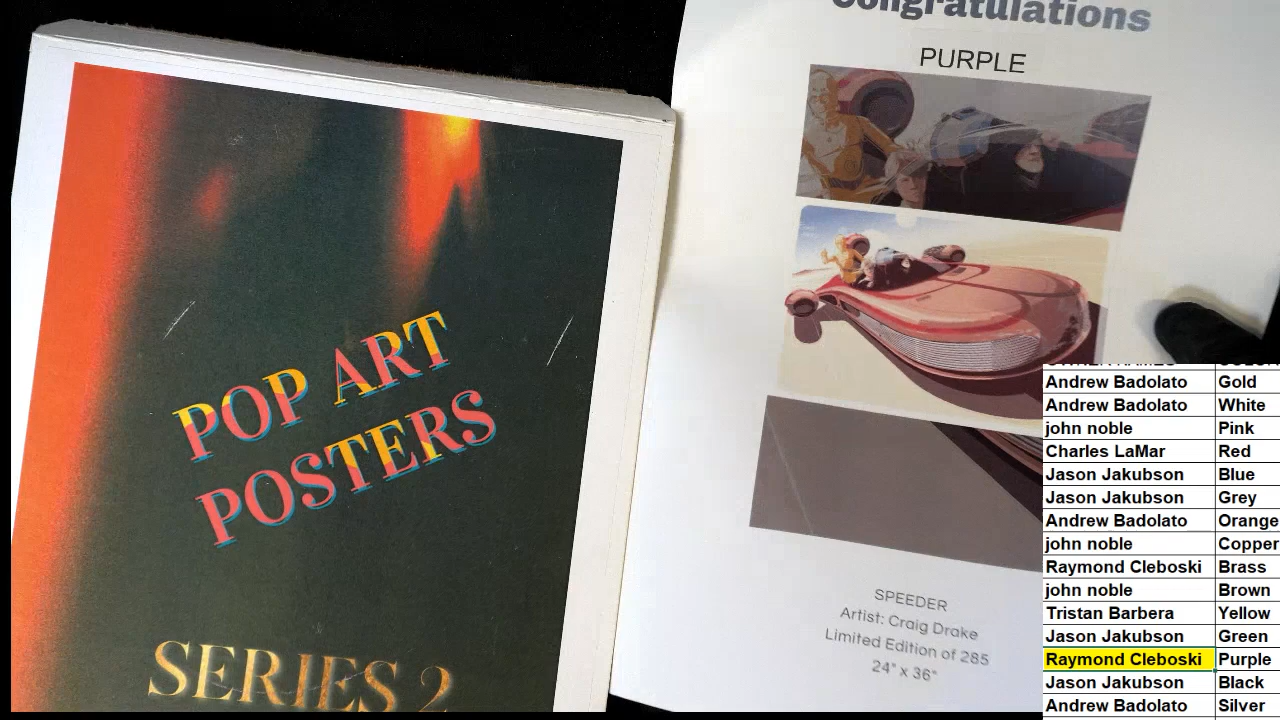 POP ART
POSTERS
SERIES 2
Congratulations
PURPLE
SPEEDER
Artist: Craig Drake
Limited Edition of 285
24" x 36"
Andrew Badolato Gold
Andrew Badolato White
john noble Pink
Charles LaMar Red
Jason Jakubson Blue
Jason Jakubson Grey
Andrew Badolato Orange
john noble Copper
Raymond Cleboski Brass
john noble Brown
Tristan Barbera Yellow
Jason Jakubson Green
Raymond Cleboski Purple
Jason Jakubson Black
Andrew Badolato Silver